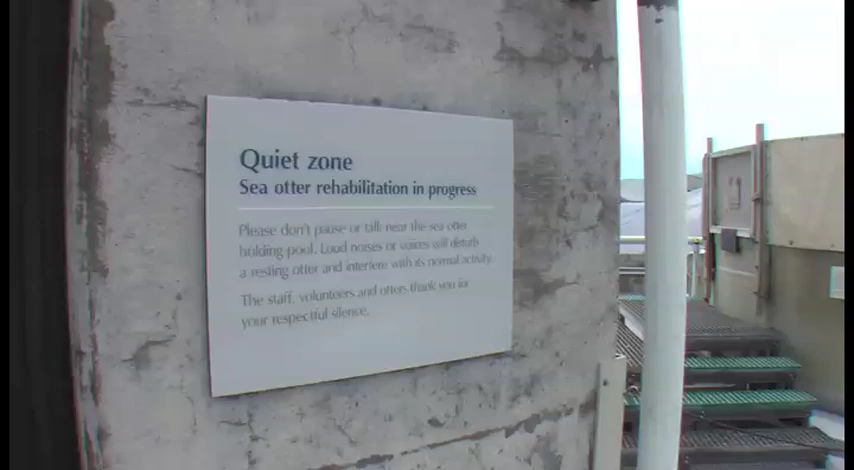 Quiet zone
Sea otter rehabilitation in progress
Please don't pause or talk near the sea otter
holding pool. Loud noises or voices will disturb
a resting otter and interfere with its normal activity.
The staff, volunteers and otters thank you for
your respectful silence.